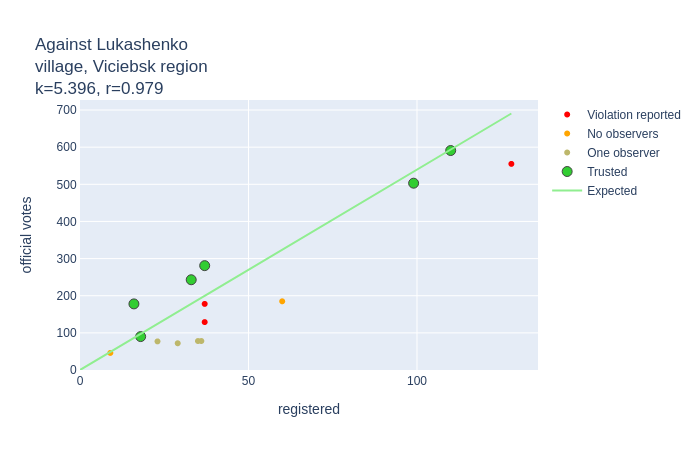 Against Lukashenko
village, Viciebsk region
k=5.396, r=0.979
700
600
500
400
300
200
100
0
0
50
100
official votes
registered
Violation reported
No observers
One observer
Trusted
Expected